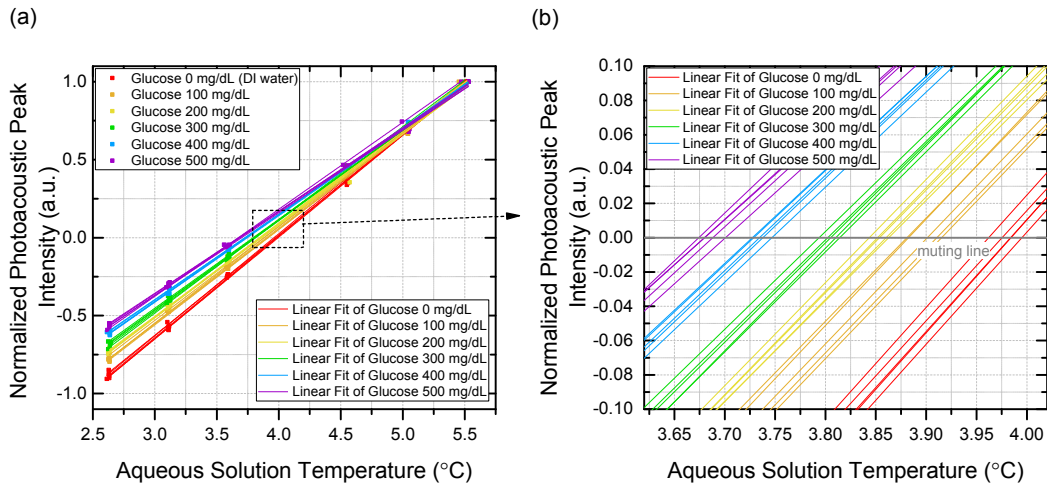 (a)
Normalized Photoacoustic Peak
Intensity (a.u.)
1.0
0.5
0.0
-0.5
-1.0
Glucose 0 mg/dL (DI water)
Glucose 100 mg/dL
Glucose 200 mg/dL
Glucose 300 mg/dL
Glucose 400 mg/dL
Glucose 500 mg/dL
Linear Fit of Glucose 0 mg/dL
Linear Fit of Glucose 100 mg/dL
Linear Fit of Glucose 200 mg/dL
Linear Fit of Glucose 300 mg/dL
Linear Fit of Glucose 400 mg/dL
Linear Fit of Glucose 500 mg/dL
2.5 3.0 3.5 4.0 4.5 5.0 5.5
Aqueous Solution Temperature (°C)
(b)
Normalized Photoacoustic Peak
Intensity (a.u.)
0.10
0.08
0.06
0.04
0.02
0.00
-0.02
-0.04
-0.06
-0.08
-0.10
Linear Fit of Glucose 0 mg/dL
Linear Fit of Glucose 100 mg/dL
Linear Fit of Glucose 200 mg/dL
Linear Fit of Glucose 300 mg/dL
Linear Fit of Glucose 400 mg/dL
Linear Fit of Glucose 500 mg/dL
muting line
3.65 3.70 3.75 3.80 3.85 3.90 3.95 4.00
Aqueous Solution Temperature (°C)